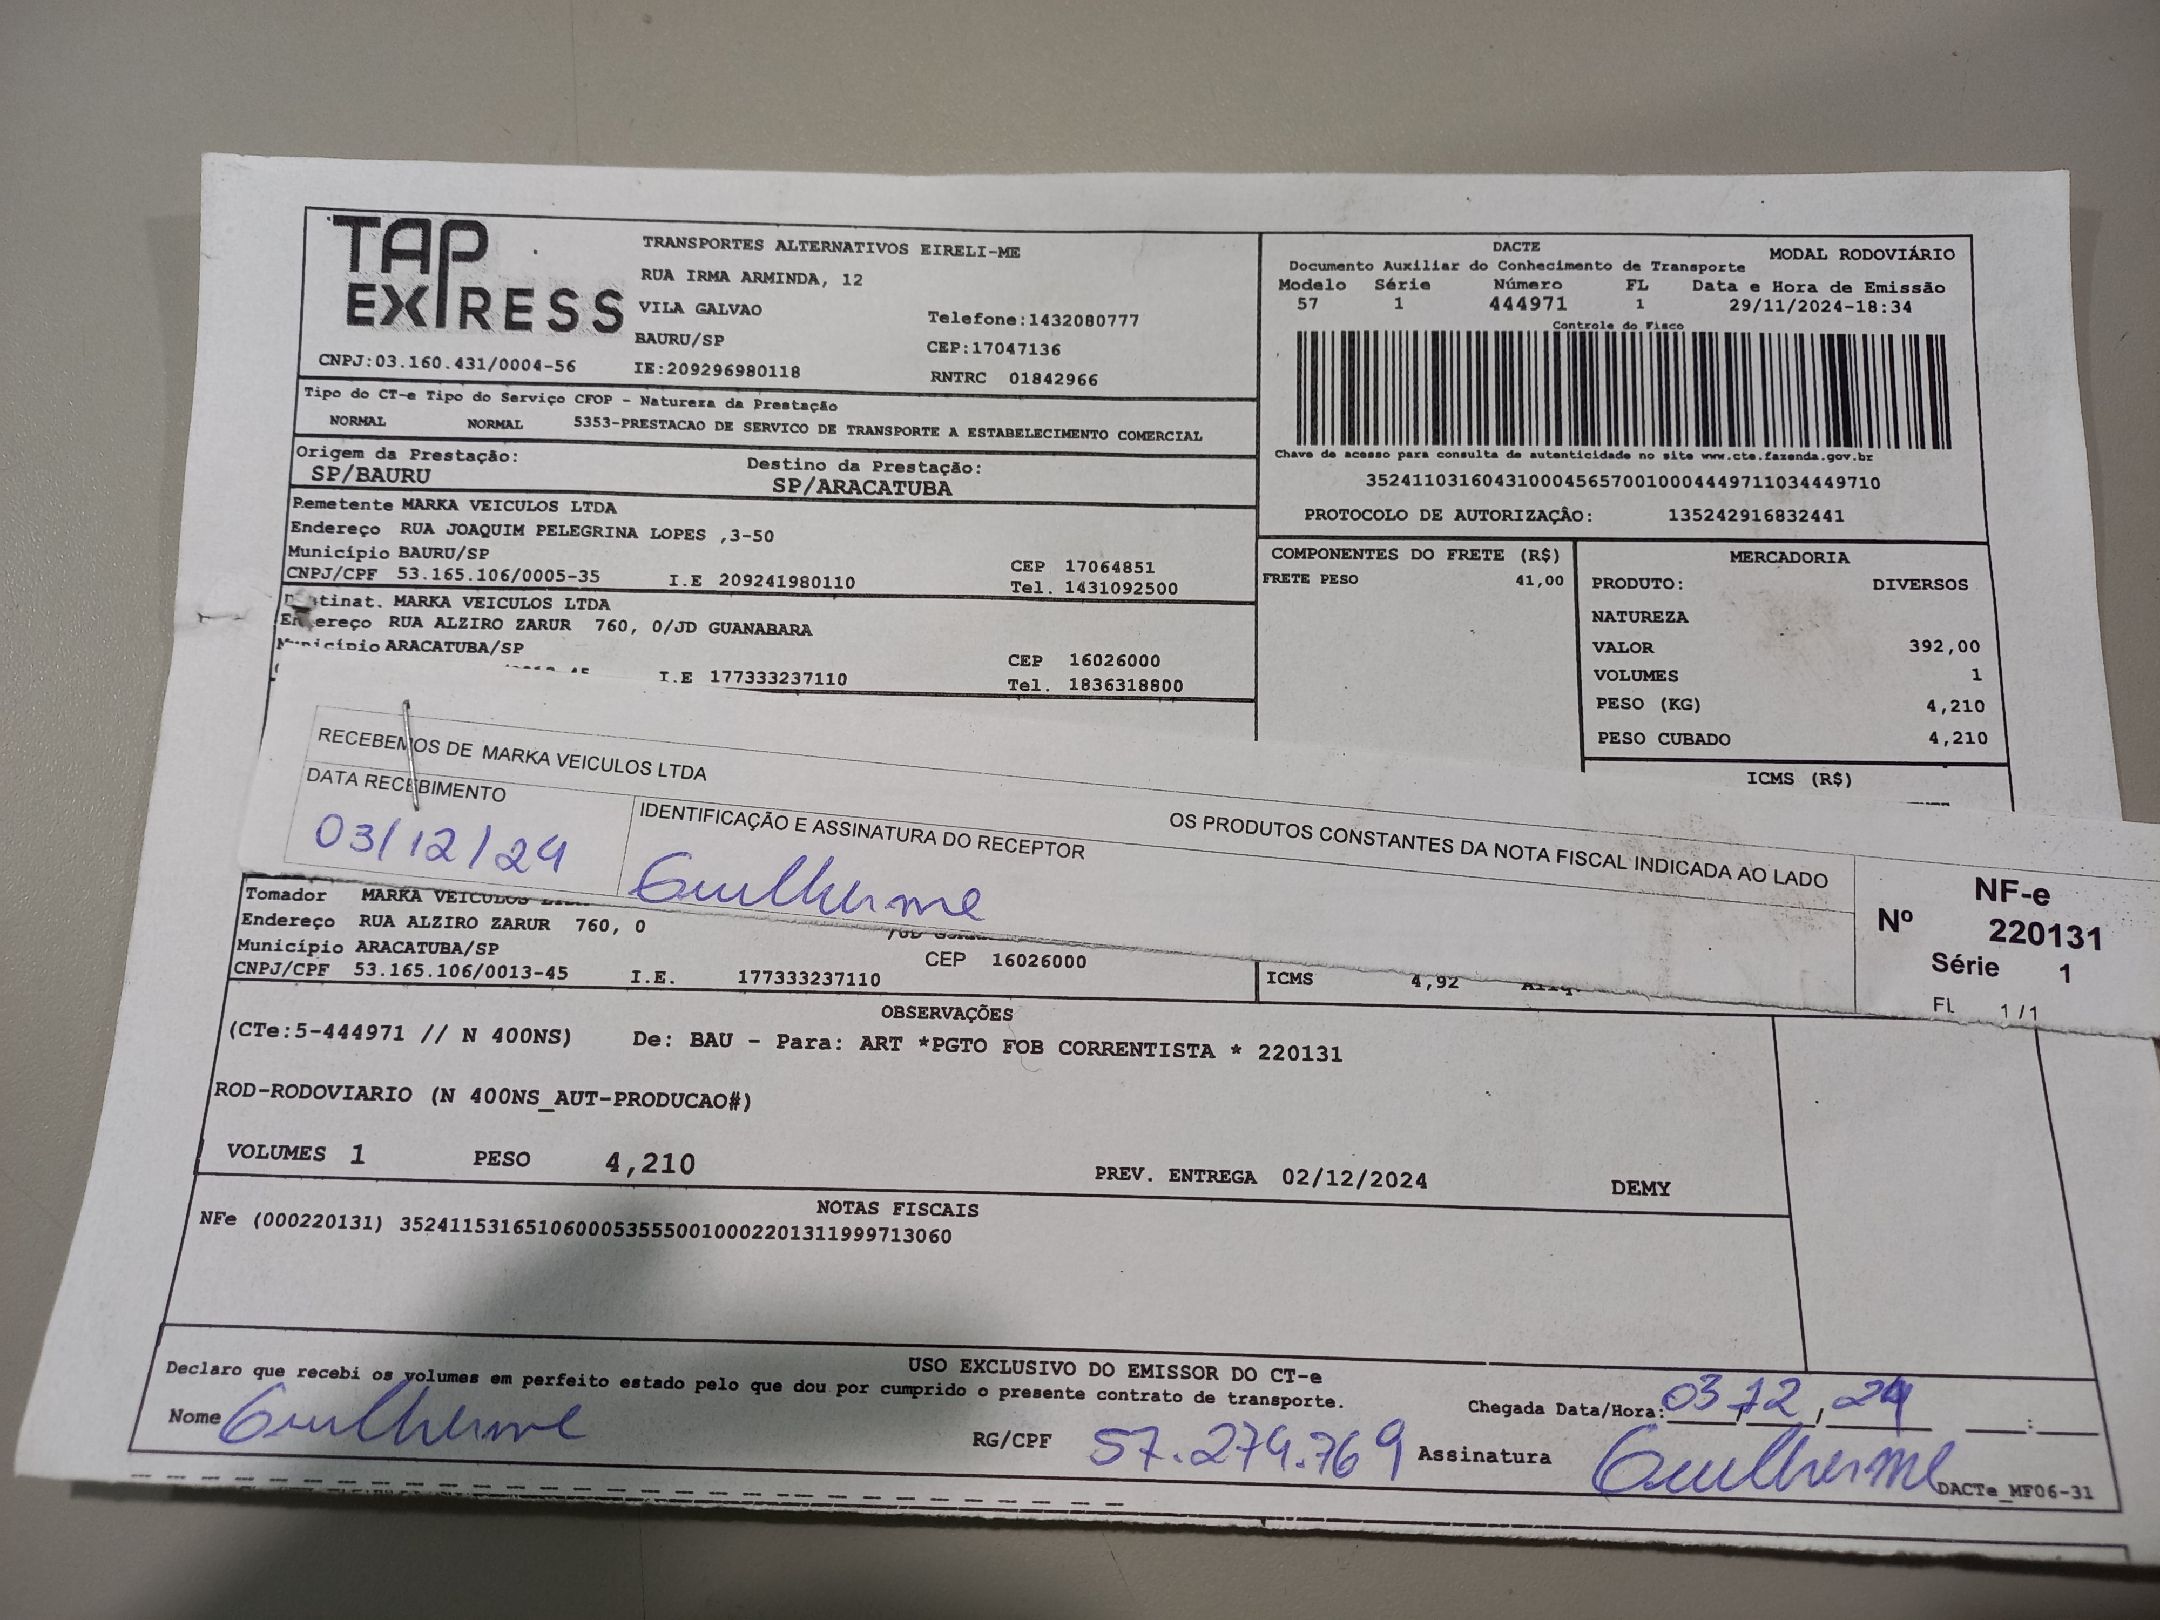 TAP EXPRESS
TRANSPORTES ALTERNATIVOS EIRELI-ME
RUA IRMA ARMINDA, 12
VILA GALVAO Telefone:1432080777
BAURU/SP CEP:17047136
CNPJ:03.160.431/0004-56 IE:209296980118 RNTRC 01842966
DACTE MODAL RODOVIÁRIO
Documento Auxiliar do Conhecimento de Transporte
Modelo Série Número FL Data e Hora de Emissão
57 1 444971 1 29/11/2024-18:34
Controle do Fisco
Chave de acesso para consulta de autenticidade no site www.cte.fazenda.gov.br
35241103160431000456570010004449711034449710
PROTOCOLO DE AUTORIZAÇÃO: 135242916832441
Tipo do CT-e Tipo do Serviço CFOP - Natureza da Prestação
NORMAL NORMAL 5353-PRESTACAO DE SERVICO DE TRANSPORTE A ESTABELECIMENTO COMERCIAL
Origem da Prestação: Destino da Prestação:
SP/BAURU SP/ARACATUBA
Remetente MARKA VEICULOS LTDA
Endereço RUA JOAQUIM PELEGRINA LOPES ,3-50
Município BAURU/SP CEP 17064851
CNPJ/CPF 53.165.106/0005-35 I.E 209241980110 Tel. 1431092500
tinat. MARKA VEICULOS LTDA
ereço RUA ALZIRO ZARUR 760, 0/JD GUANABARA
icípio ARACATUBA/SP CEP 16026000
I.E 177333237110 Tel. 1836318800
COMPONENTES DO FRETE (R$)
FRETE PESO 41,00
MERCADORIA
PRODUTO: DIVERSOS
NATUREZA
VALOR 392,00
VOLUMES 1
PESO (KG) 4,210
PESO CUBADO 4,210
ICMS (R$)
RECEBEMOS DE MARKA VEICULOS LTDA OS PRODUTOS CONSTANTES DA NOTA FISCAL INDICADA AO LADO
DATA RECEBIMENTO IDENTIFICAÇÃO E ASSINATURA DO RECEPTOR
03/12/24 Guilherme
NF-e
Nº 220131
Série 1
FL 1/1
Tomador MARKA VEICULOS
Endereço RUA ALZIRO ZARUR 760, 0
Município ARACATUBA/SP CEP 16026000
CNPJ/CPF 53.165.106/0013-45 I.E. 177333237110
ICMS 4,92
OBSERVAÇÕES
(CTe:5-444971 // N 400NS) De: BAU - Para: ART *PGTO FOB CORRENTISTA * 220131
ROD-RODOVIARIO (N 400NS_AUT-PRODUCAO#)
VOLUMES 1 PESO 4,210 PREV. ENTREGA 02/12/2024 DEMY
NOTAS FISCAIS
NFe (000220131) 35241153165106000535550010002201311999713060
USO EXCLUSIVO DO EMISSOR DO CT-e
Declaro que recebi os volumes em perfeito estado pelo que dou por cumprido o presente contrato de transporte.
Chegada Data/Hora: 03,12,24 :
Nome Guilherme RG/CPF 57.279.769 Assinatura Guilherme
DACTe_MF06-31